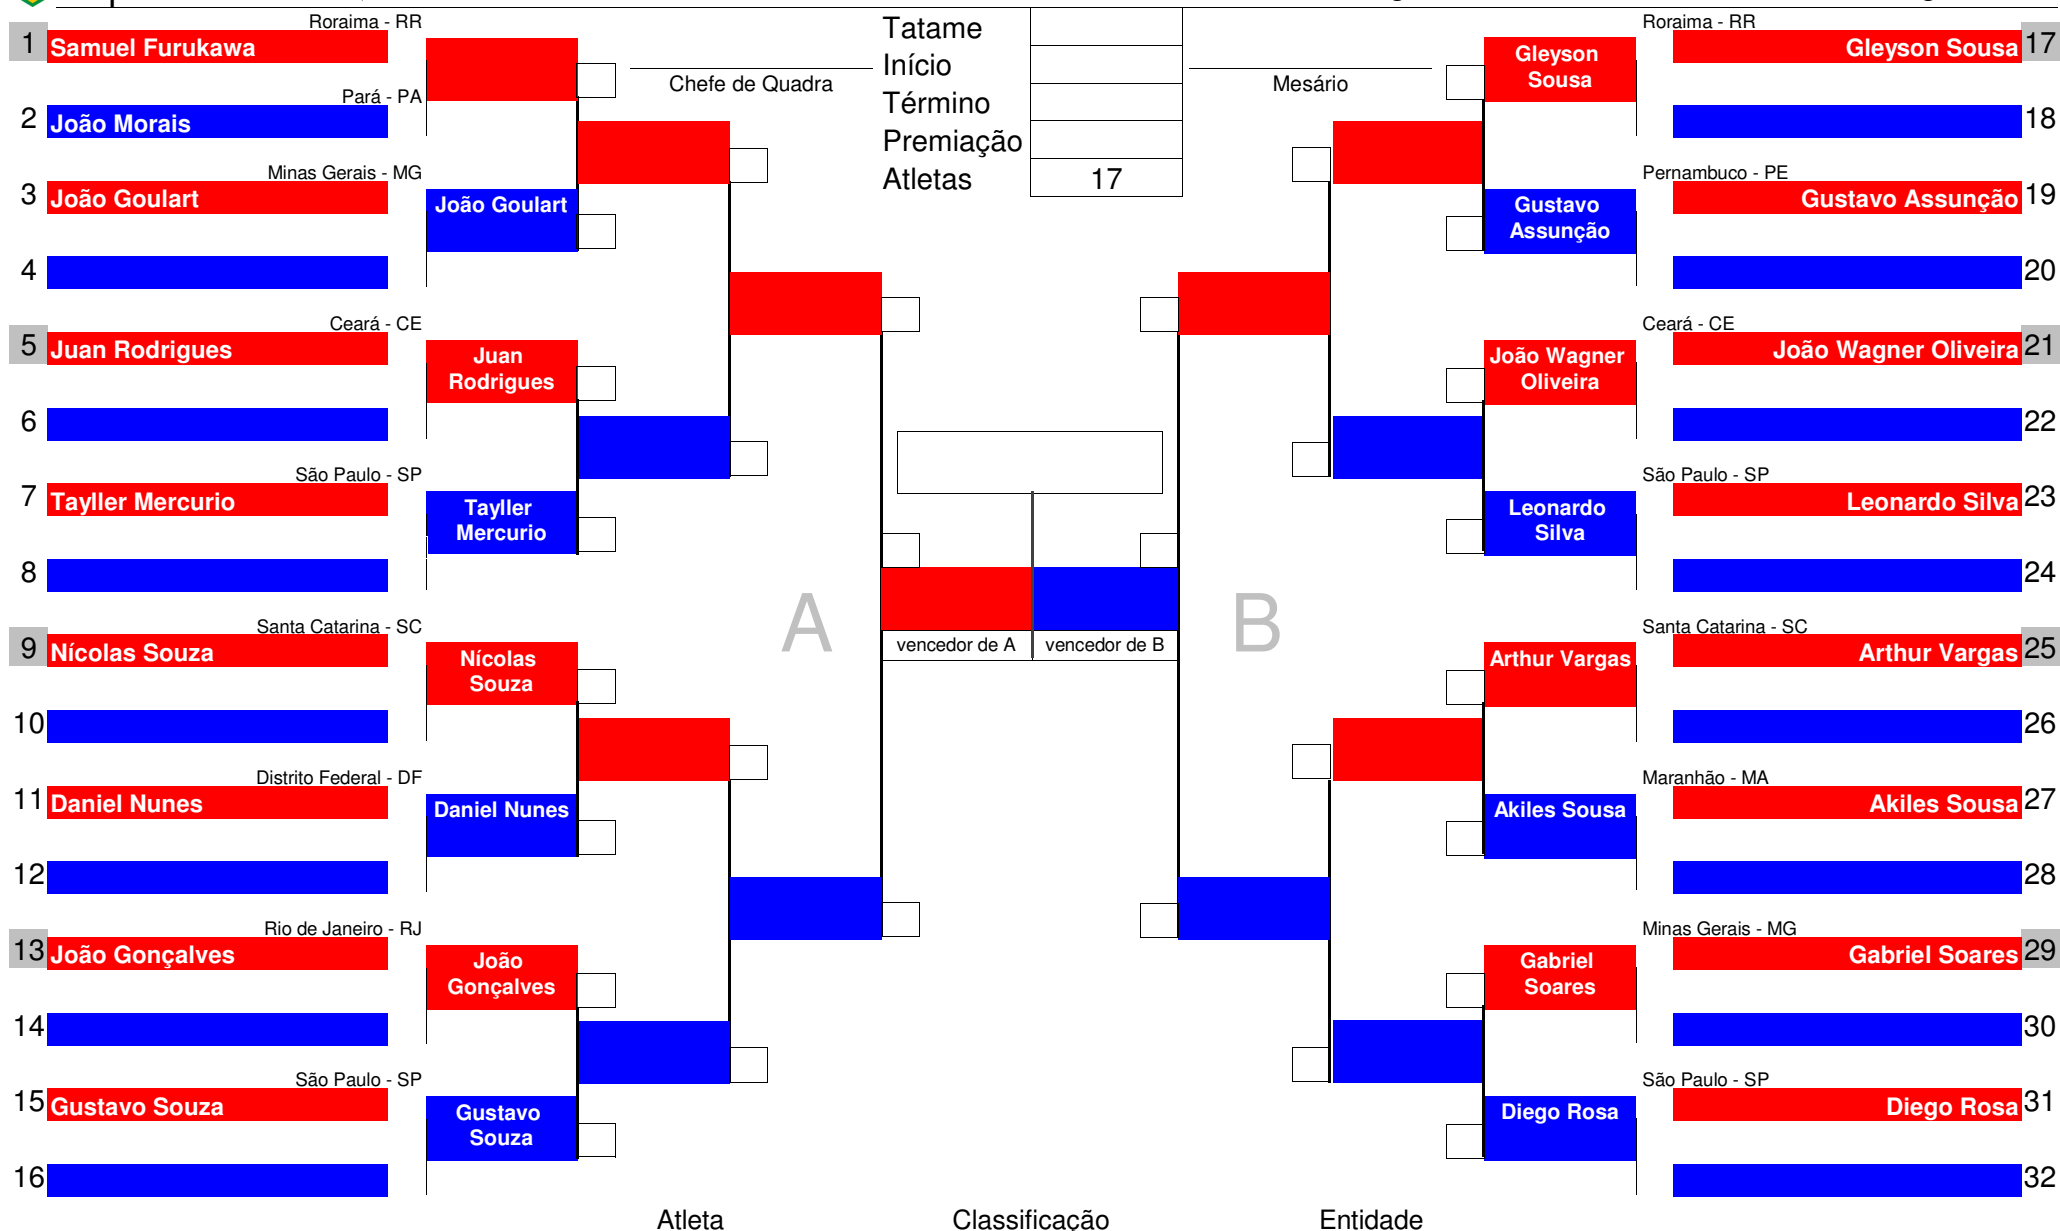 Roraima - RR
1 Samuel Furukawa
Pará - PA
2 João Morais
Minas Gerais - MG
3 João Goulart
4
Ceará - CE
5 Juan Rodrigues
6
São Paulo - SP
7 Tayller Mercurio
8
Santa Catarina - SC
9 Nícolas Souza
10
Distrito Federal - DF
11 Daniel Nunes
12
Rio de Janeiro - RJ
13 João Gonçalves
14
São Paulo - SP
15 Gustavo Souza
16
João Goulart
Juan
Rodrigues
Tayller
Mercurio
Nícolas
Souza
Daniel Nunes
João
Gonçalves
Gustavo
Souza
Chefe de Quadra
Tatame
Início
Término
Premiação
Atletas 17
Mesário
A
B
vencedor de A
vencedor de B
Gleyson
Sousa
Gustavo
Assunção
João Wagner
Oliveira
Leonardo
Silva
Arthur Vargas
Akiles Sousa
Gabriel
Soares
Diego Rosa
Roraima - RR
Gleyson Sousa 17
18
Pernambuco - PE
Gustavo Assunção 19
20
Ceará - CE
João Wagner Oliveira 21
22
São Paulo - SP
Leonardo Silva 23
24
Santa Catarina - SC
Arthur Vargas 25
26
Maranhão - MA
Akiles Sousa 27
28
Minas Gerais - MG
Gabriel Soares 29
30
São Paulo - SP
Diego Rosa 31
32
Atleta
Classificação
Entidade